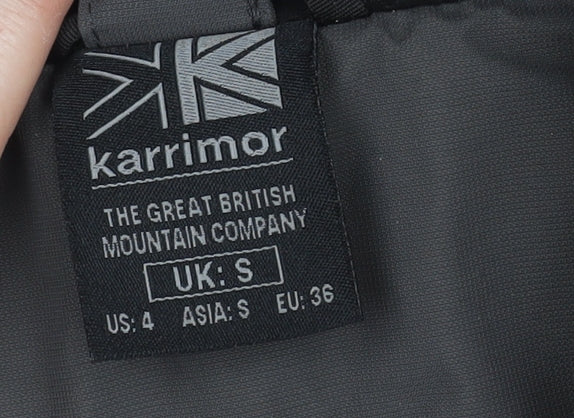 karrimor
THE GREAT BRITISH
MOUNTAIN COMPANY
UK: S
US: 4 ASIA: S EU: 36